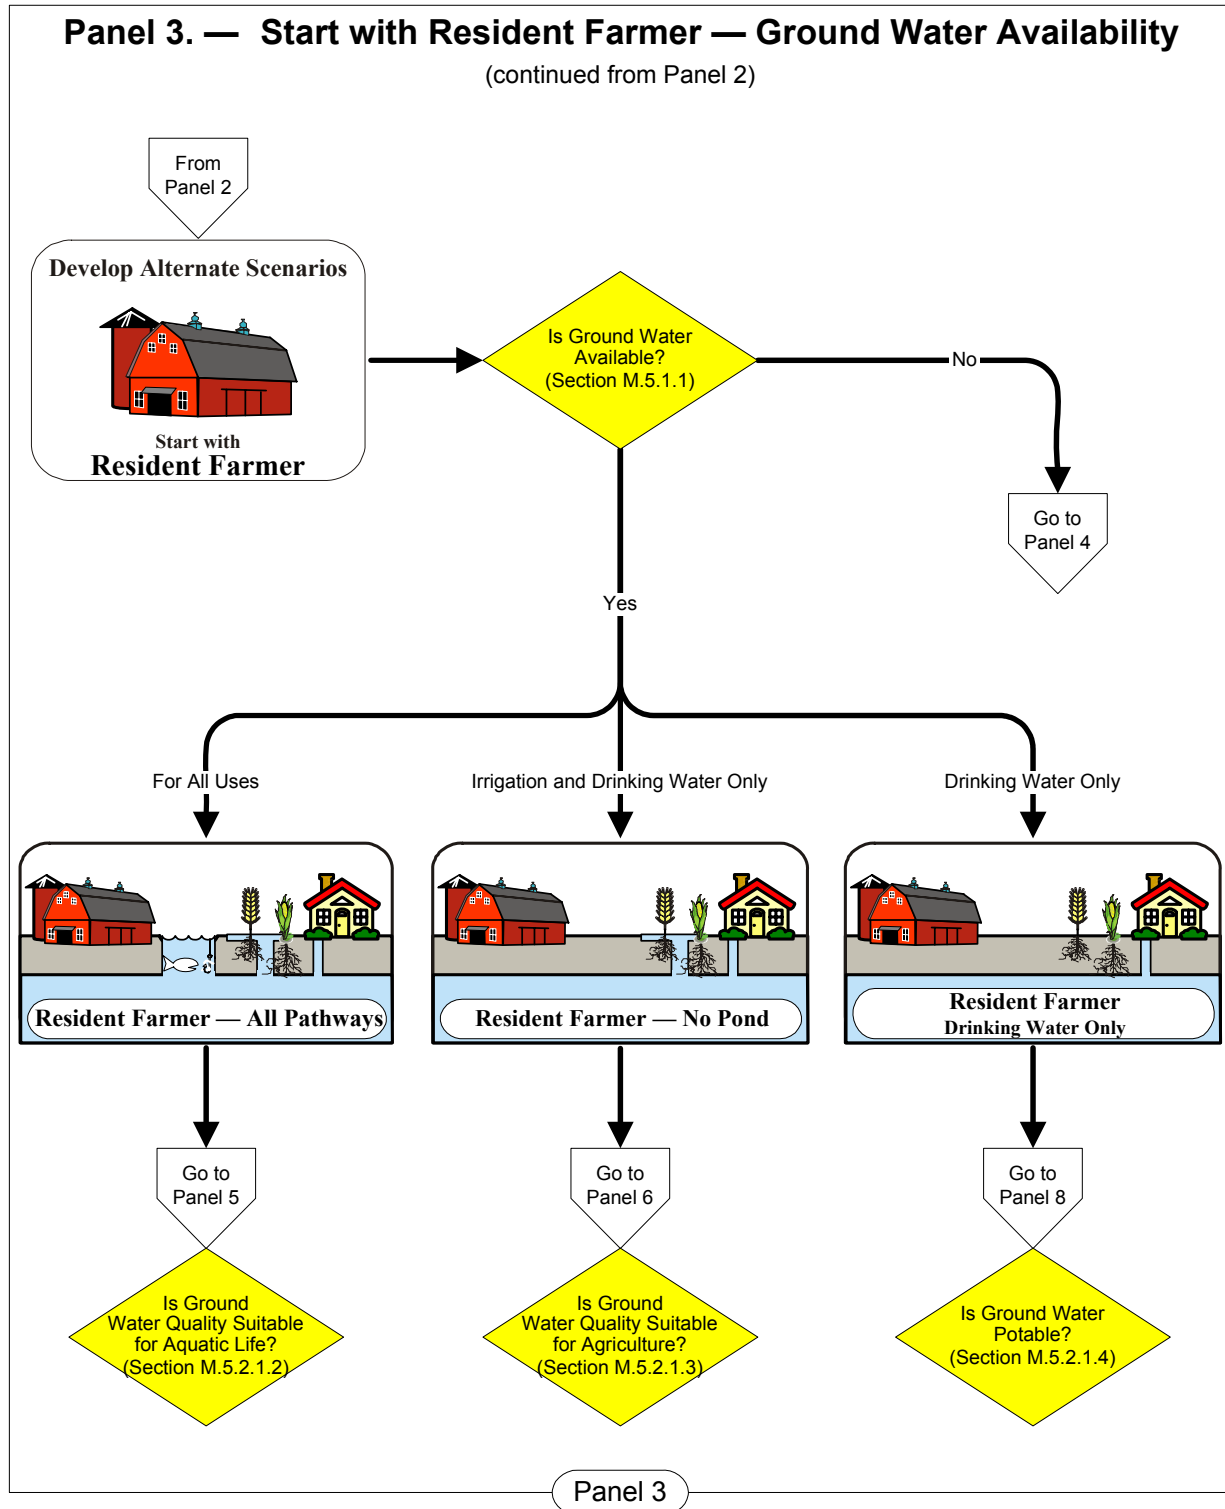 Panel 3. — Start with Resident Farmer — Ground Water Availability
(continued from Panel 2)
From
Panel 2
Develop Alternate Scenarios
Start with
Resident Farmer
Is Ground Water
Available?
(Section M.5.1.1)
No
Go to
Panel 4
Yes
For All Uses
Irrigation and Drinking Water Only
Drinking Water Only
Resident Farmer — All Pathways
Resident Farmer — No Pond
Resident Farmer
Drinking Water Only
Go to
Panel 5
Go to
Panel 6
Go to
Panel 8
Is Ground
Water Quality Suitable
for Aquatic Life?
(Section M.5.2.1.2)
Is Ground
Water Quality Suitable
for Agriculture?
(Section M.5.2.1.3)
Is Ground Water
Potable?
(Section M.5.2.1.4)
Panel 3